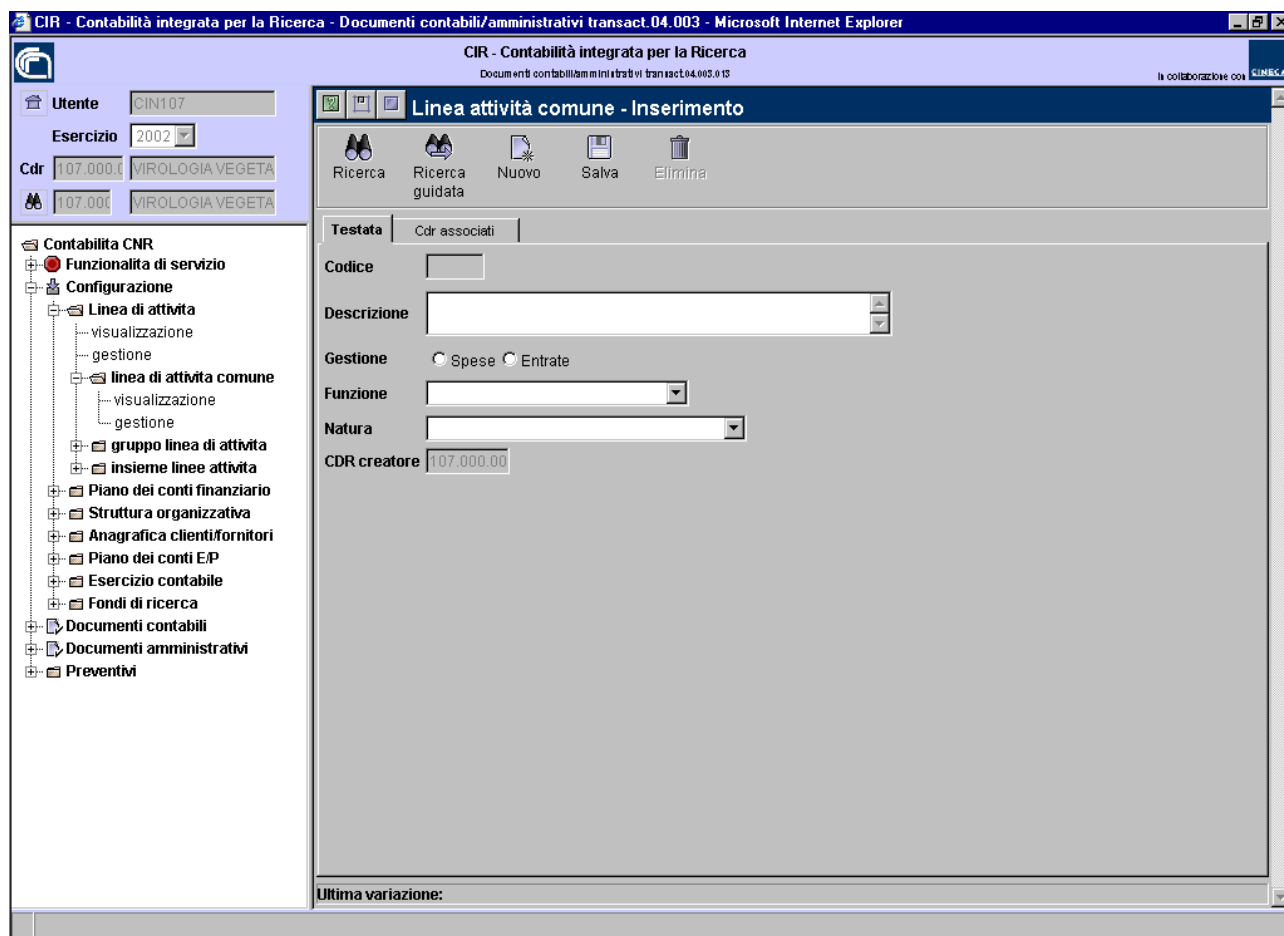 CIR - Contabilità integrata per la Ricerca - Documenti contabili/amministrativi transact.04.003 - Microsoft Internet Explorer
CIR - Contabilità integrata per la Ricerca
Documenti contabili/amministrativi transact.04.003.013
In collaborazione con CINECA
Utente CIN107
Esercizio 2002
Cdr 107.000.0 VIROLOGIA VEGETA
107.000 VIROLOGIA VEGETA
Contabilita CNR
Funzionalita di servizio
Configurazione
Linea di attivita
visualizzazione
gestione
linea di attivita comune
visualizzazione
gestione
gruppo linea di attivita
insieme linee attivita
Piano dei conti finanziario
Struttura organizzativa
Anagrafica clienti/fornitori
Piano dei conti E/P
Esercizio contabile
Fondi di ricerca
Documenti contabili
Documenti amministrativi
Preventivi
Linea attività comune - Inserimento
Ricerca
Ricerca guidata
Nuovo
Salva
Elimina
Testata
Cdr associati
Codice
Descrizione
Gestione Spese Entrate
Funzione
Natura
CDR creatore 107.000.00
Ultima variazione: